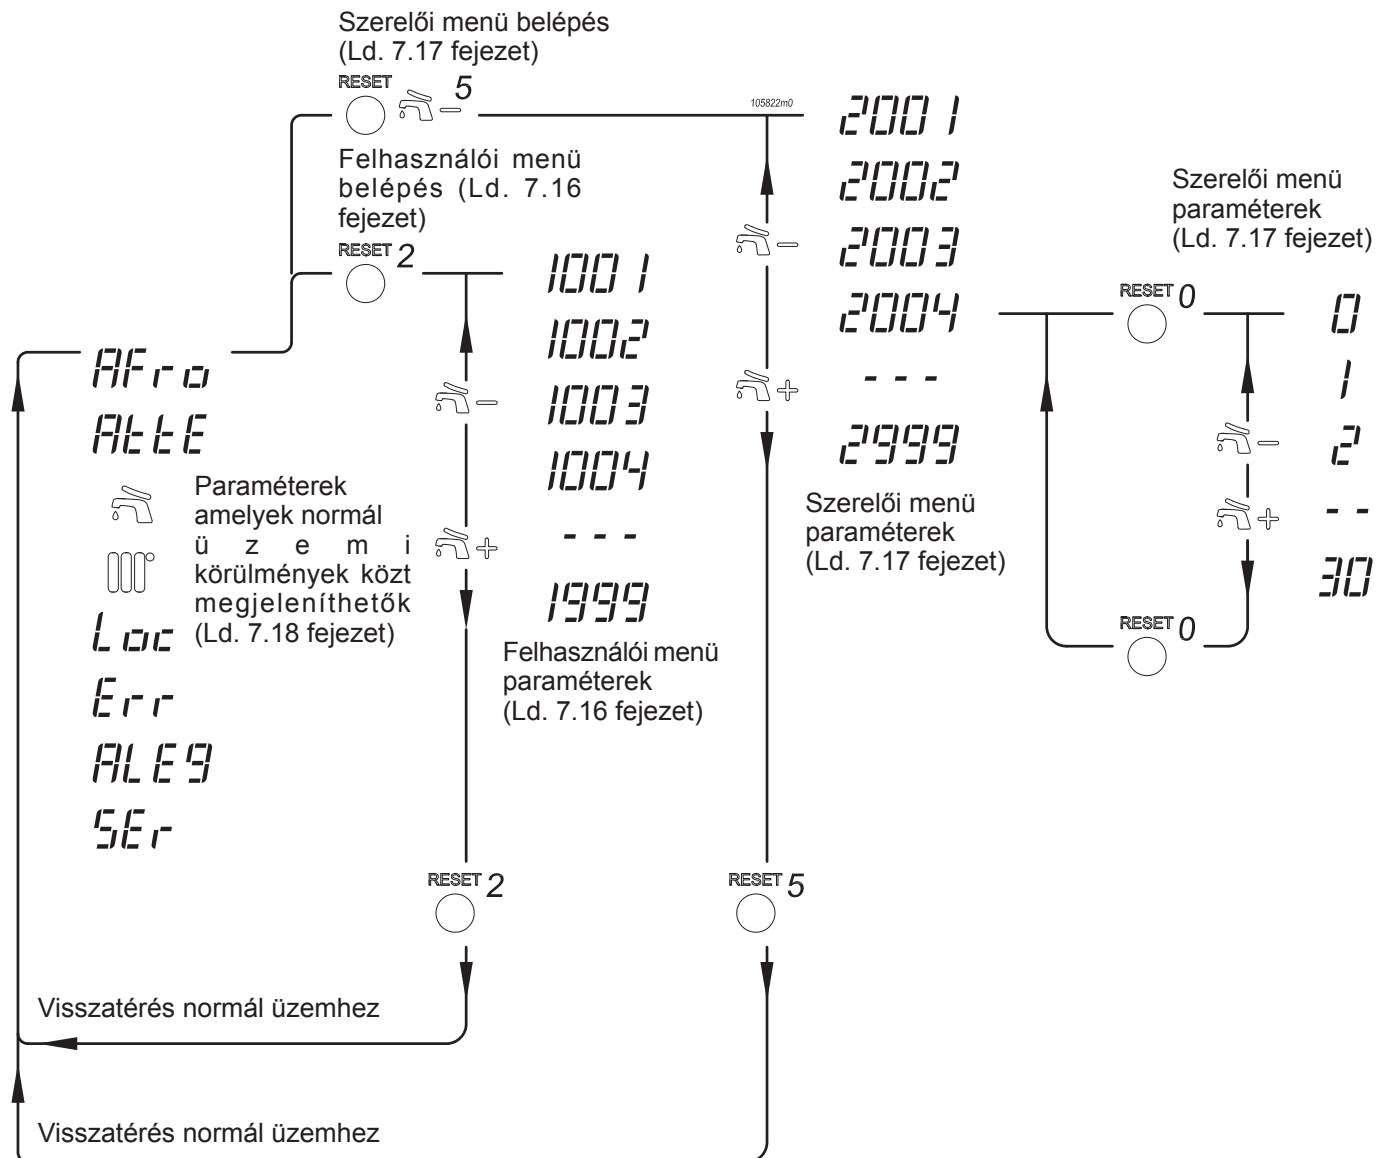 Szerelői menü belépés
(Ld. 7.17 fejezet)
RESET 5
-
105822m0
Felhasználói menü
belépés (Ld. 7.16
fejezet)
RESET 2
AFro
AttE
Paraméterek
amelyek normál
ü z e m i
körülmények közt
megjeleníthetők
(Ld. 7.18 fejezet)
Loc
Err
ALE9
SEr
1001
1002
1003
1004
- - -
1999
-
+
Felhasználói menü
paraméterek
(Ld. 7.16 fejezet)
2001
2002
2003
2004
- - -
2999
-
+
Szerelői menü
paraméterek
(Ld. 7.17 fejezet)
Szerelői menü
paraméterek
(Ld. 7.17 fejezet)
RESET 0
0
1
2
- -
30
-
+
RESET 0
RESET 2
RESET 5
Visszatérés normál üzemhez
Visszatérés normál üzemhez